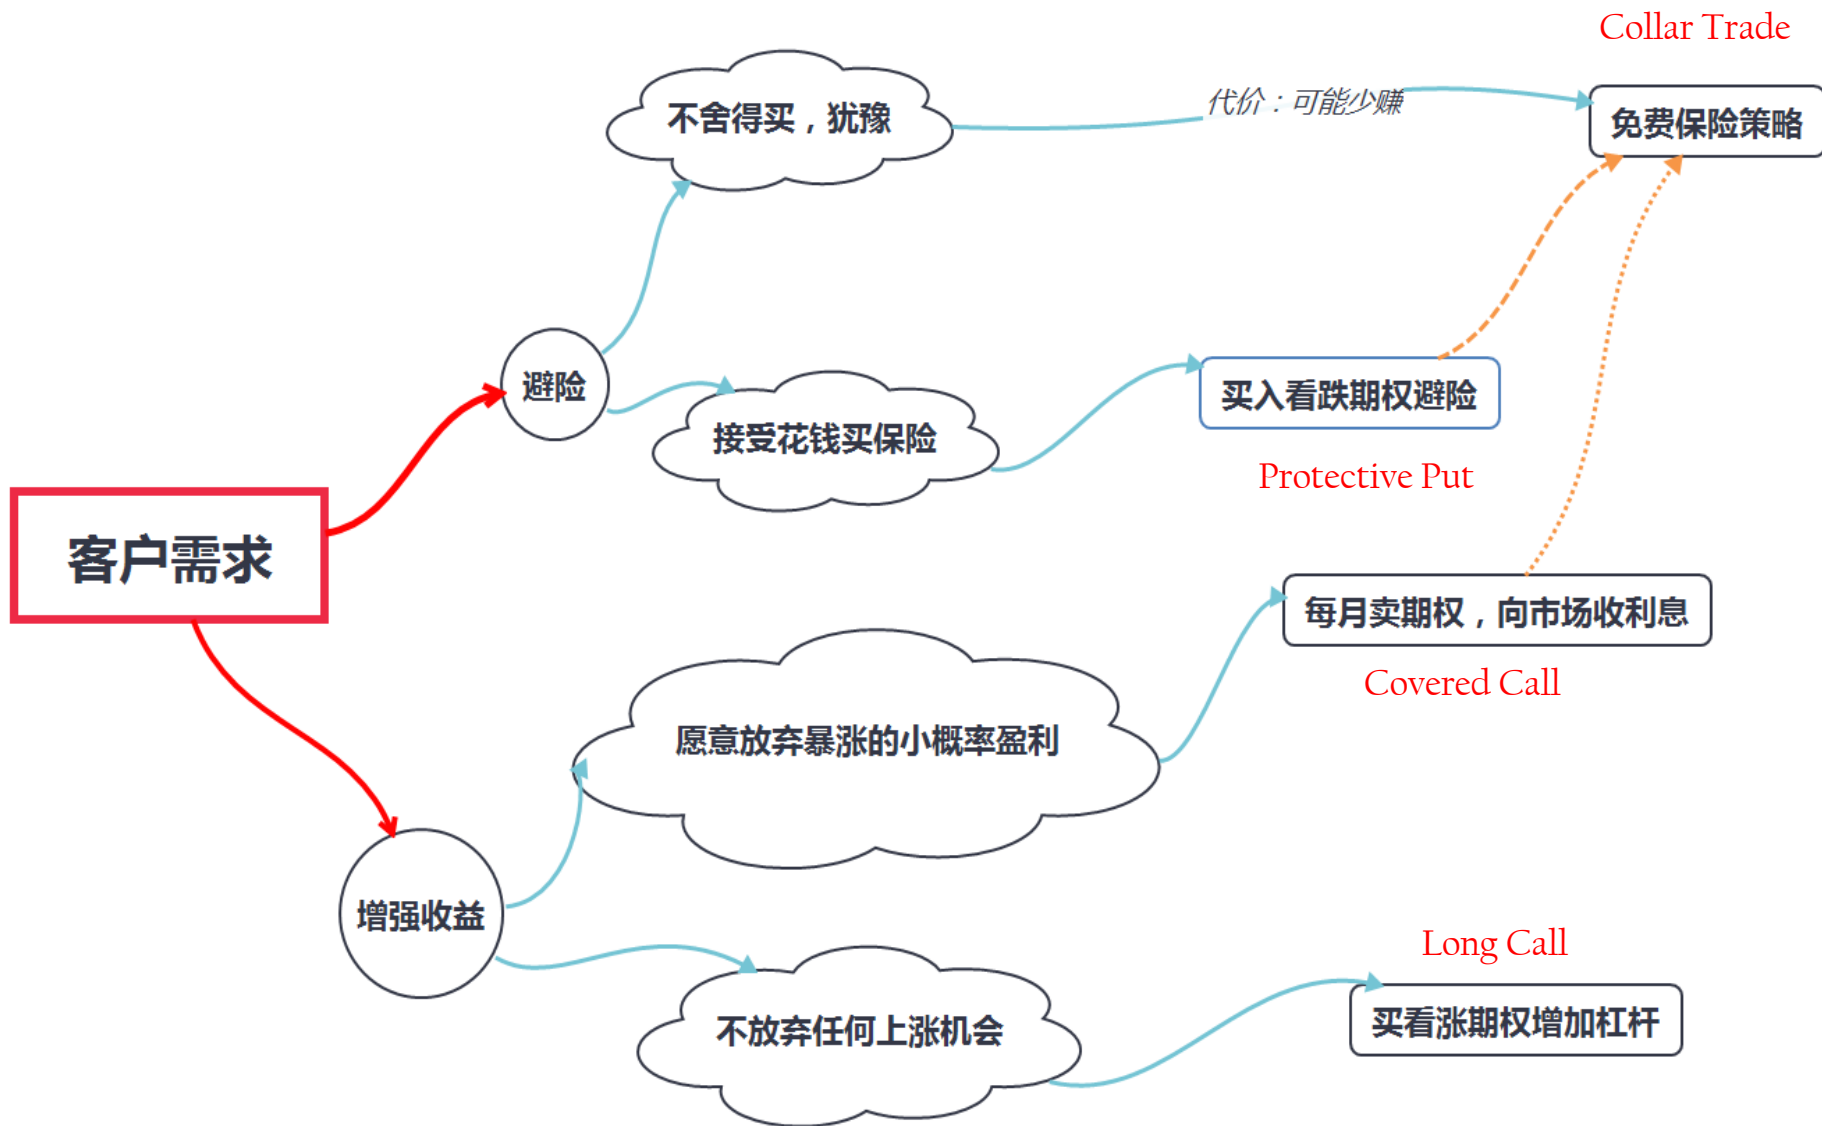 Collar Trade
不舍得买，犹豫
代价：可能少赚
免费保险策略
避险
接受花钱买保险
买入看跌期权避险
Protective Put
客户需求
每月卖期权，向市场收利息
Covered Call
愿意放弃暴涨的小概率盈利
增强收益
Long Call
不放弃任何上涨机会
买看涨期权增加杠杆